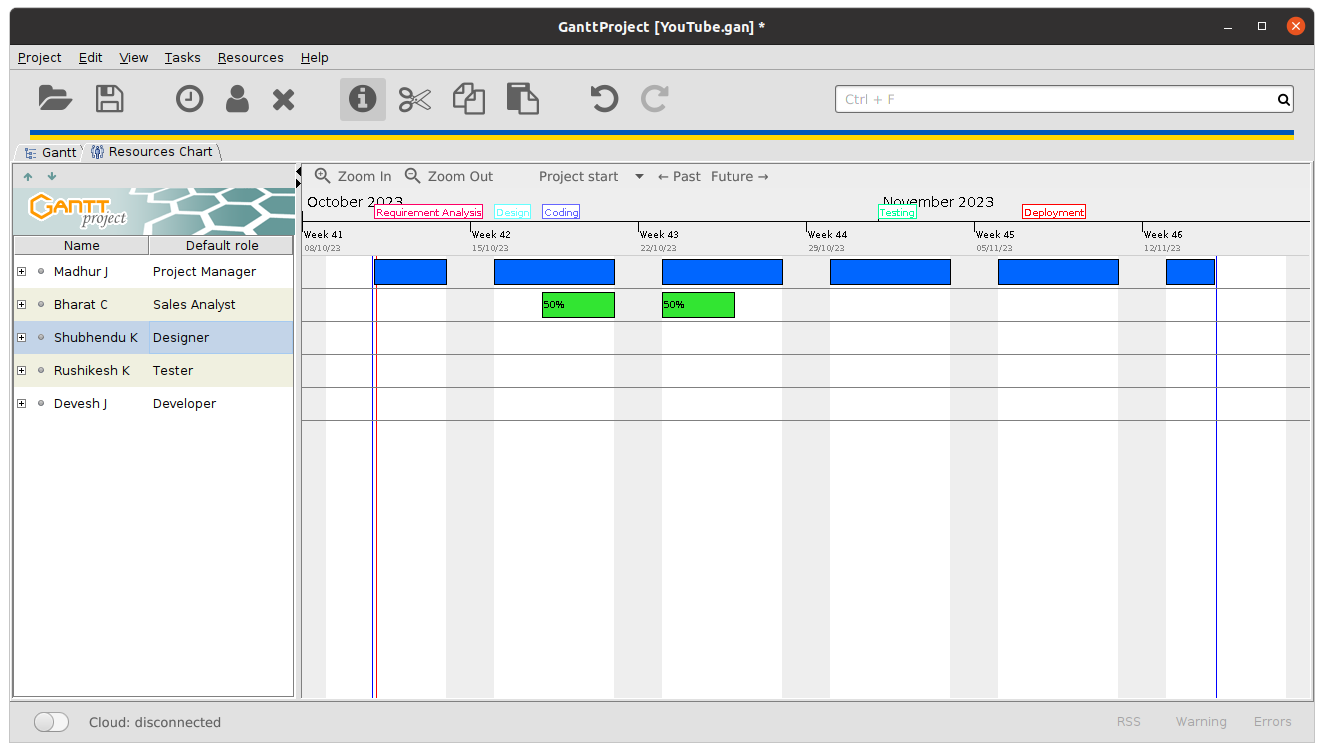 GanttProject [YouTube.gan] *
Project Edit View Tasks Resources Help
Ctrl + F
Gantt Resources Chart
Zoom In Zoom Out Project start ← Past Future →
GANTT project
October 2023 November 2023
Requirement Analysis Design Coding Testing Deployment
Week 41 Week 42 Week 43 Week 44 Week 45 Week 46
08/10/23 15/10/23 22/10/23 29/10/23 05/11/23 12/11/23
Name Default role
Madhur J Project Manager
Bharat C Sales Analyst 50% 50%
Shubhendu K Designer
Rushikesh K Tester
Devesh J Developer
Cloud: disconnected RSS Warning Errors